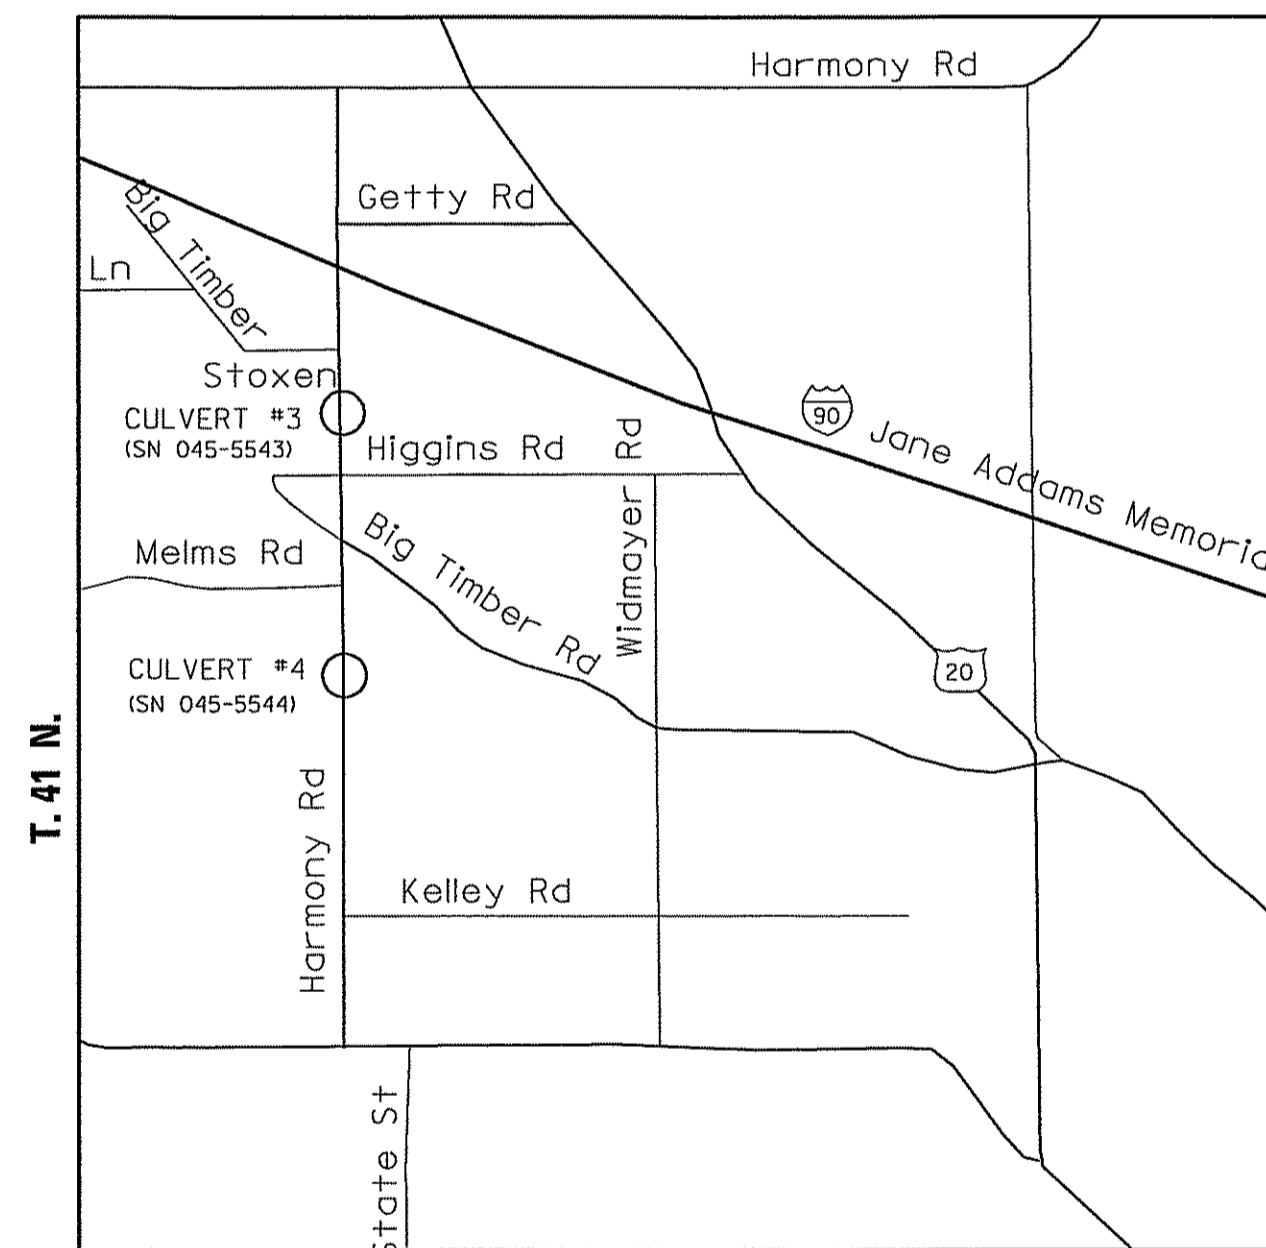 Harmony Rd
Getty Rd
Big Timber
Ln
Stoxen
CULVERT #3
(SN 045-5543)
Higgins Rd
Widmayer Rd
90
Jane Addams Memoria
Melms Rd
Big Timber Rd
CULVERT #4
(SN 045-5544)
20
T. 41 N.
Harmony Rd
Kelley Rd
State St